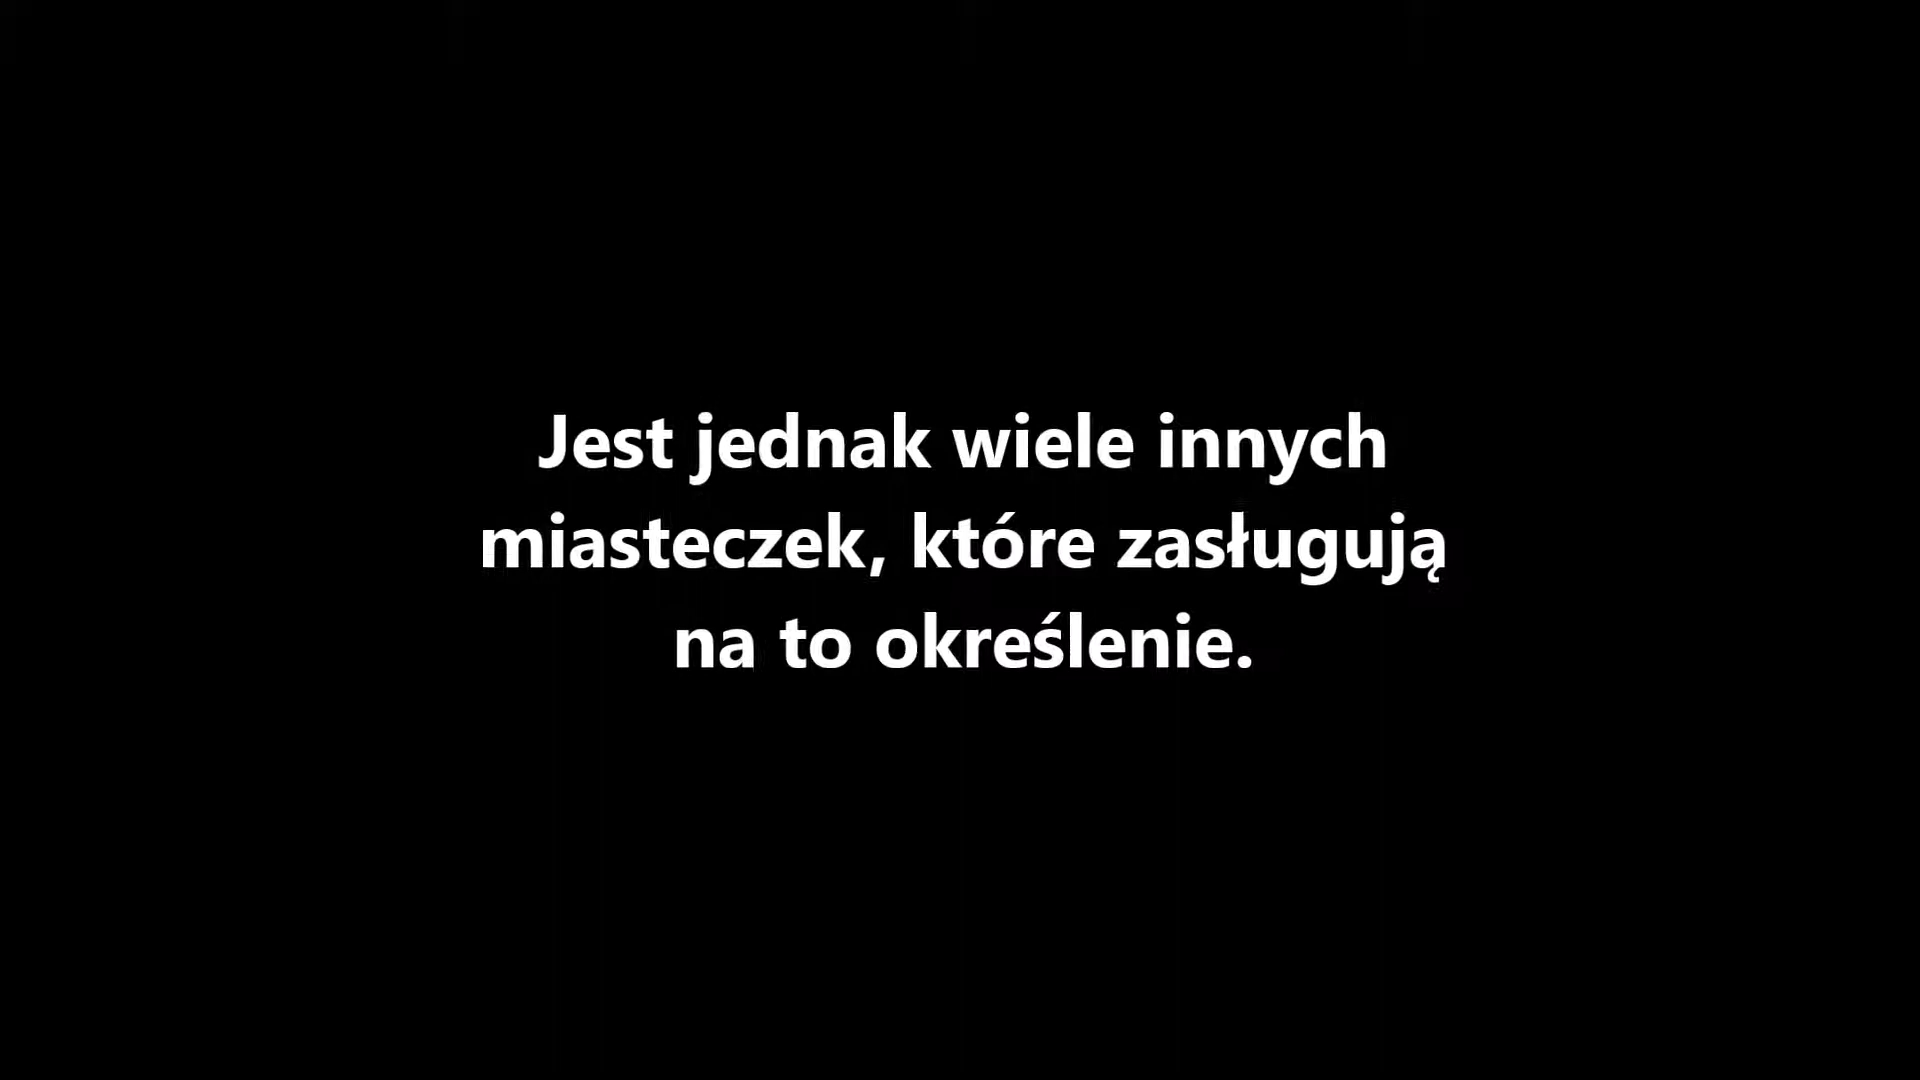 Jest jednak wiele innych
miasteczek, które zasługują
na to określenie.